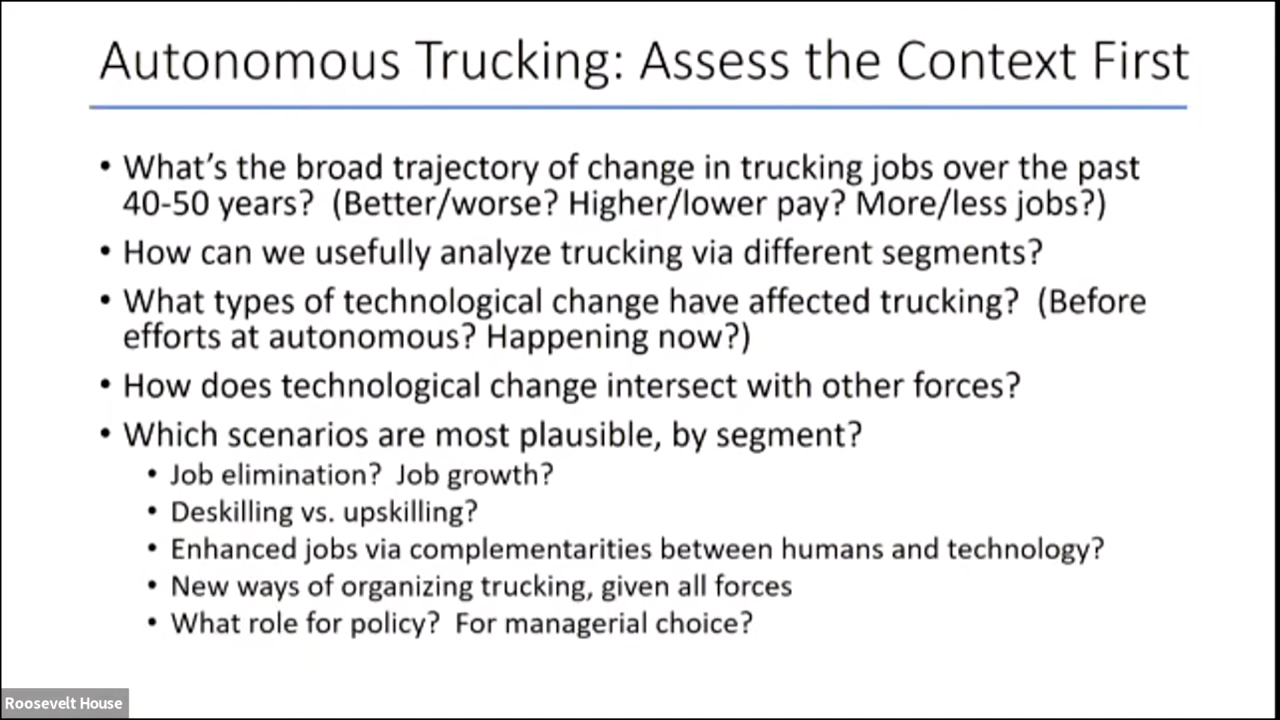 Autonomous Trucking: Assess the Context First
• What’s the broad trajectory of change in trucking jobs over the past
40-50 years?  (Better/worse? Higher/lower pay? More/less jobs?)
• How can we usefully analyze trucking via different segments?
• What types of technological change have affected trucking?  (Before
efforts at autonomous? Happening now?)
• How does technological change intersect with other forces?
• Which scenarios are most plausible, by segment?
• Job elimination?  Job growth?
• Deskilling vs. upskilling?
• Enhanced jobs via complementarities between humans and technology?
• New ways of organizing trucking, given all forces
• What role for policy?  For managerial choice?
Roosevelt House